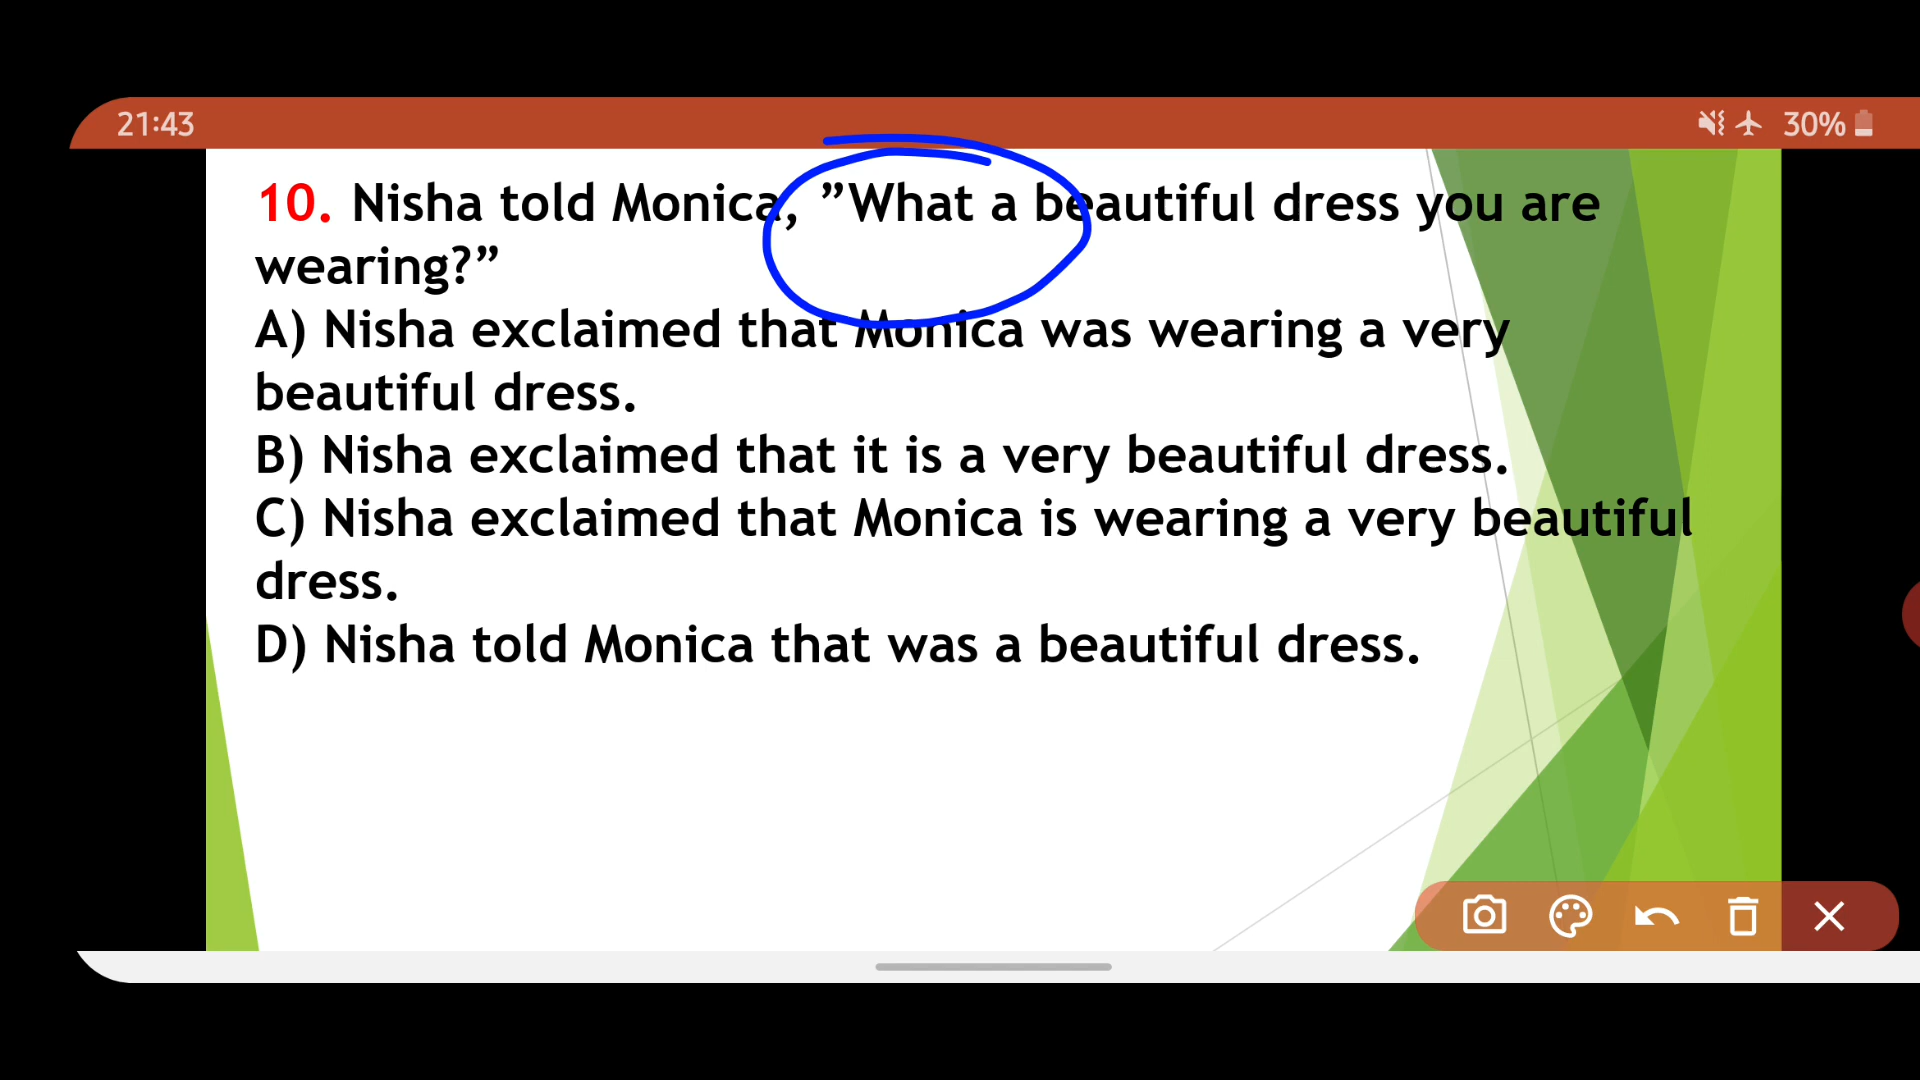 21:43
30%
10. Nisha told Monica, ”What a beautiful dress you are
wearing?”
A) Nisha exclaimed that Monica was wearing a very
beautiful dress.
B) Nisha exclaimed that it is a very beautiful dress.
C) Nisha exclaimed that Monica is wearing a very beautiful
dress.
D) Nisha told Monica that was a beautiful dress.